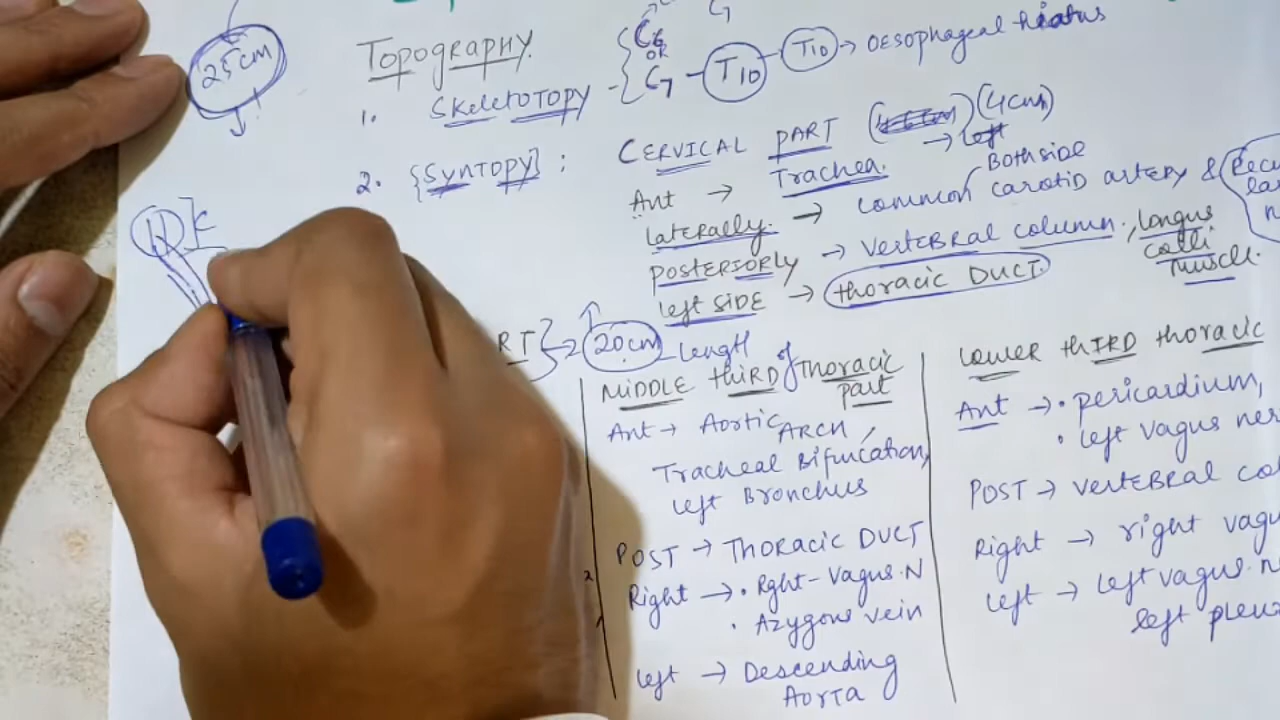 25cm
Topography.
C6
OR
C7 - T10 - T10 → OESOPHAGEAL hiatus
C7
1. SKeletoTOPY -
2. {SYNTOPY} :
CERVICAL PART (4cm)
Ant → Trachea. → left
Both side
laterally. → common carotid artery &
POSTERIORLY → VERTEBRAL column, longus
colli
muscle.
left SIDE → thoracic DUCT.
RT} → 20cm - Length
MIDDLE thIRD of Thoracic
part
Ant → Aortic ARCH,
Tracheal Bifurcation,
left Bronchus
POST → THORACIC DUCT
Right → • Rght - Vagus.N
• Azygous vein
left → Descending
AORTA
LOWER thIRD thoracic
Ant → • pericardium,
• left vagus
POST → VERTEBRAL
Right → right
left → left vagus.
left